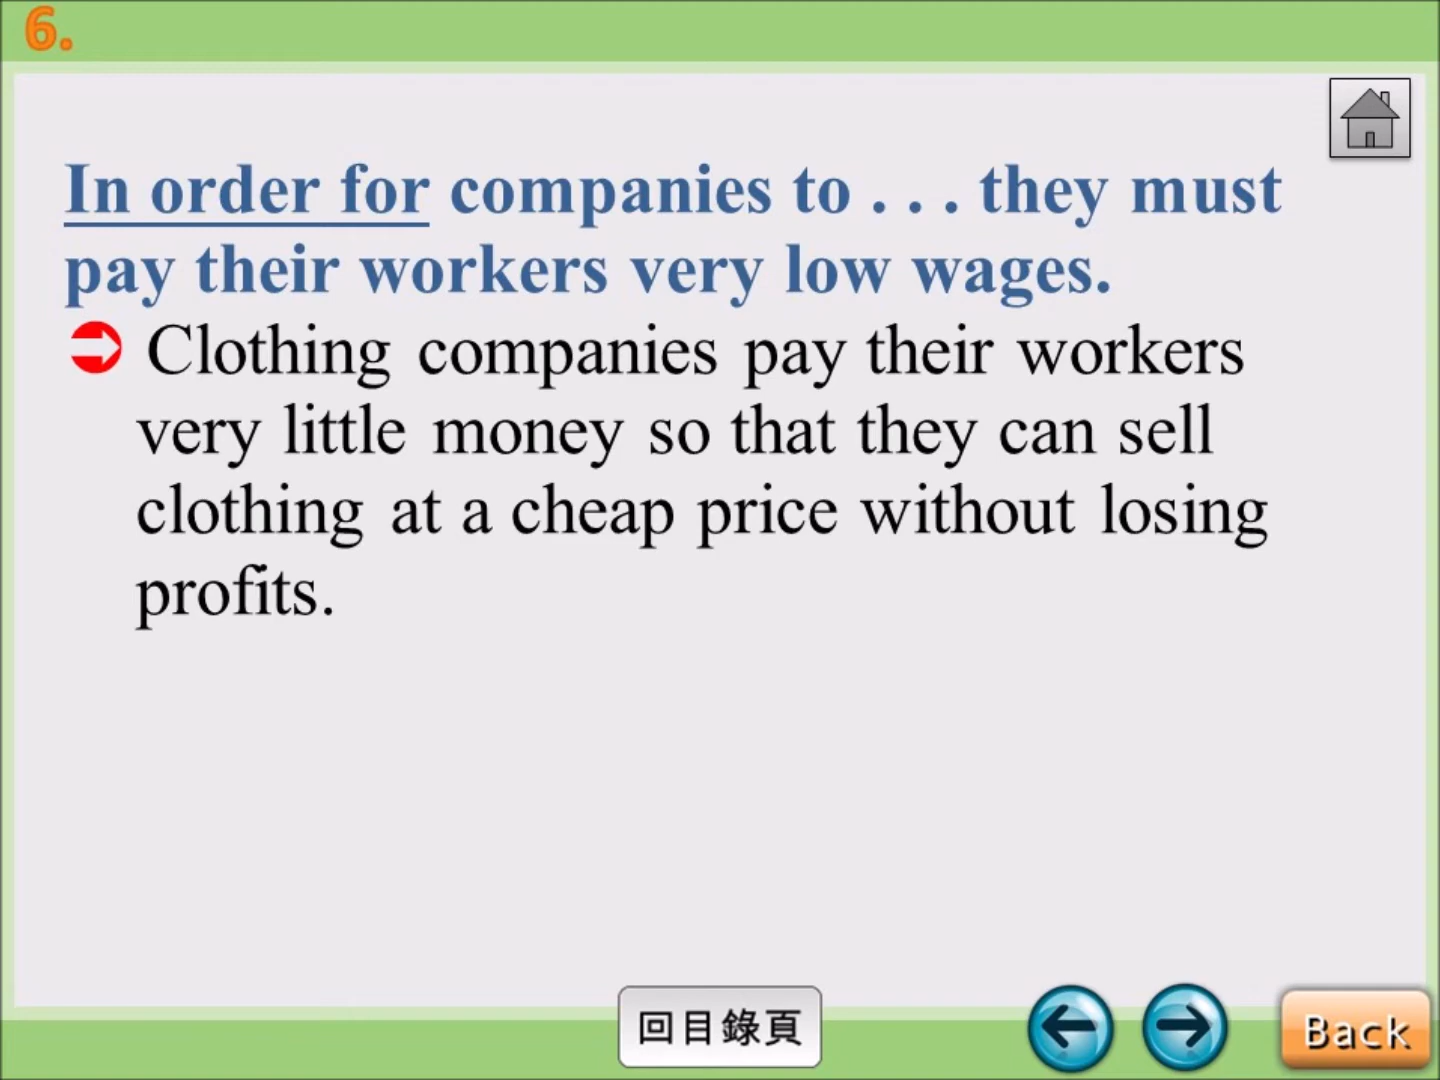 6.
In order for companies to . . . they must
pay their workers very low wages.
Clothing companies pay their workers
very little money so that they can sell
clothing at a cheap price without losing
profits.
回目錄頁
Back